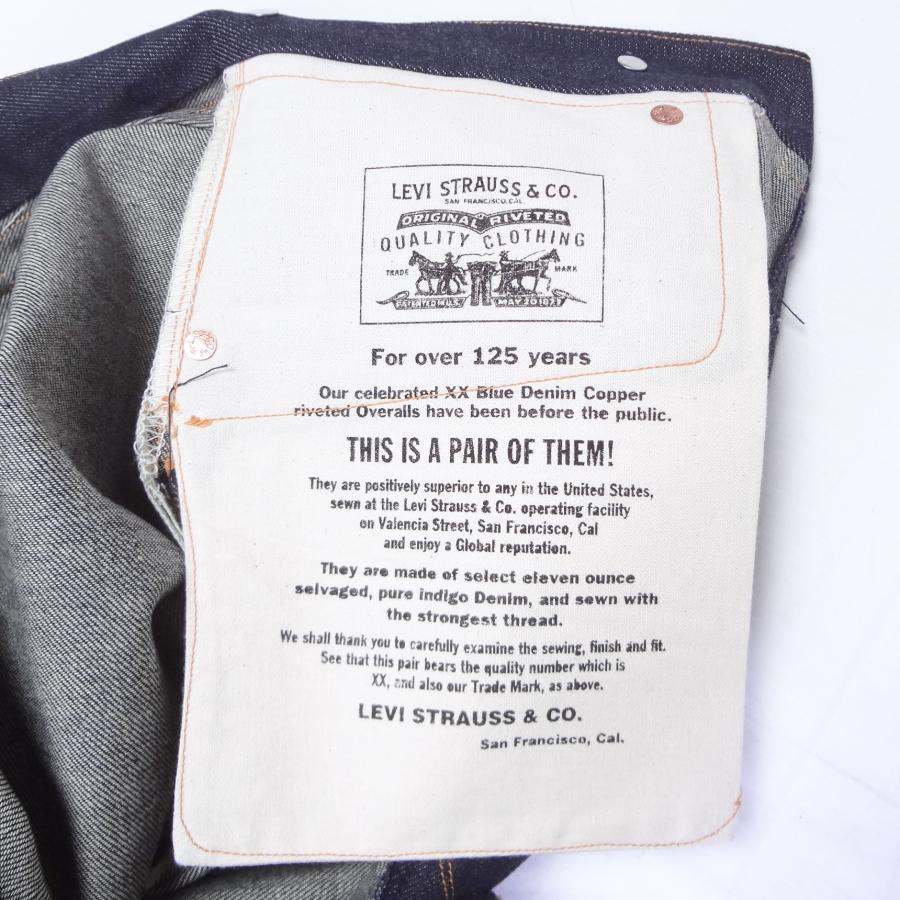 LEVI STRAUSS & CO.
SAN FRANCISCO, CAL.
ORIGINAL RIVETED
QUALITY CLOTHING
TRADE MARK
PATENTED IN U.S. MAY 20 1873
For over 125 years
Our celebrated XX Blue Denim Copper
riveted Overalls have been before the public.
THIS IS A PAIR OF THEM!
They are positively superior to any in the United States,
sewn at the Levi Strauss & Co. operating facility
on Valencia Street, San Francisco, Cal
and enjoy a Global reputation.
They are made of select eleven ounce
selvaged, pure indigo Denim, and sewn with
the strongest thread.
We shall thank you to carefully examine the sewing, finish and fit.
See that this pair bears the quality number which is
XX, and also our Trade Mark, as above.
LEVI STRAUSS & CO.
San Francisco, Cal.